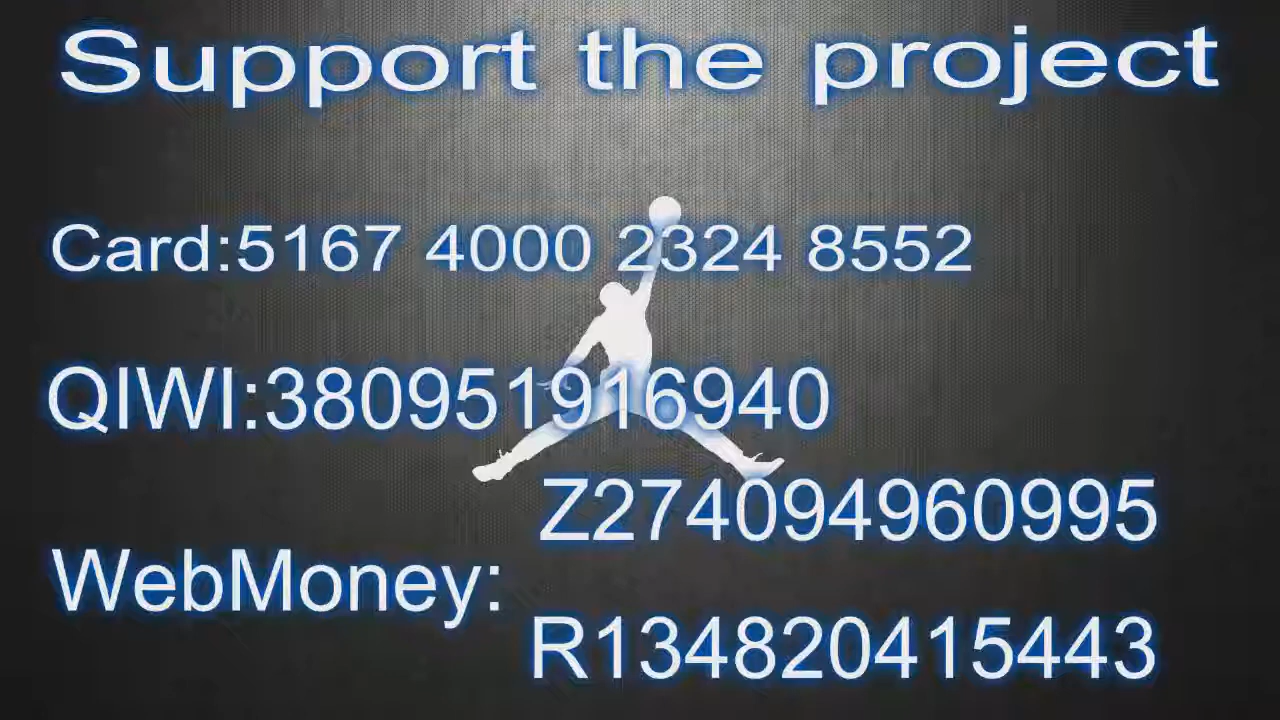 Support the project
Card:5167 4000 2324 8552
QIWI:380951916940
Z274094960995
WebMoney:
R134820415443